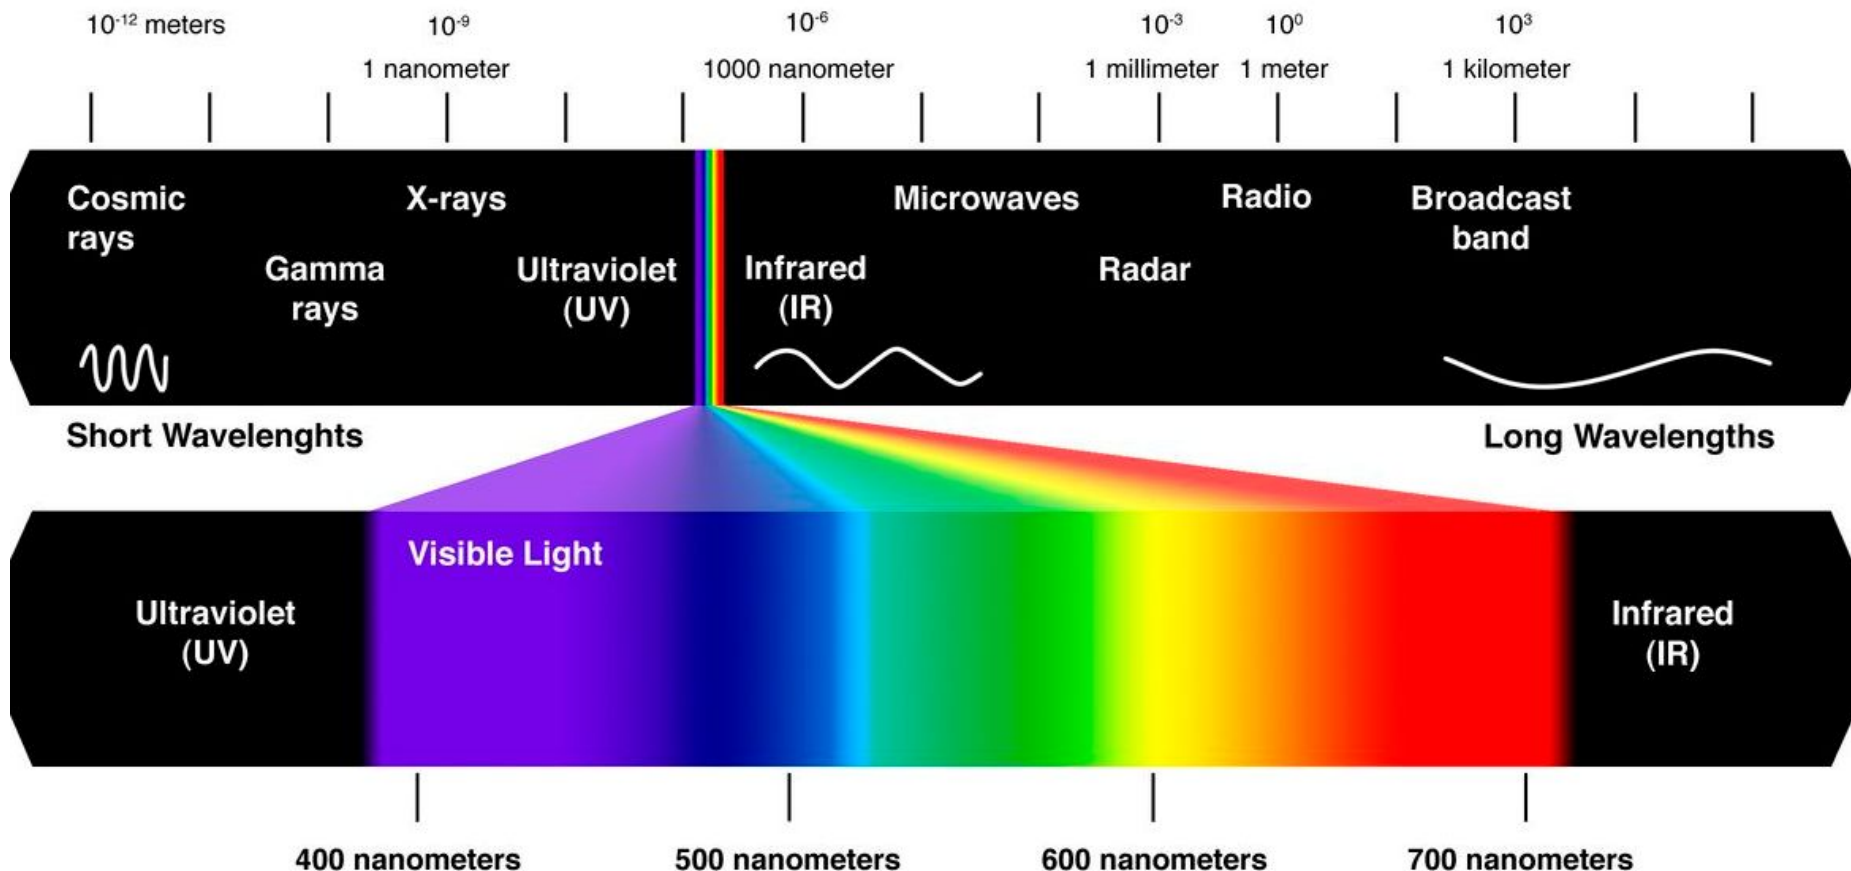 10⁻¹² meters 10⁻⁹ 10⁻⁶ 10⁻³ 10⁰ 10³
1 nanometer 1000 nanometer 1 millimeter 1 meter 1 kilometer
Cosmic
rays
X-rays
Microwaves
Radio
Broadcast
band
Gamma
rays
Ultraviolet
(UV)
Infrared
(IR)
Radar
Short Wavelenghts
Long Wavelengths
Visible Light
Ultraviolet
(UV)
Infrared
(IR)
400 nanometers 500 nanometers 600 nanometers 700 nanometers